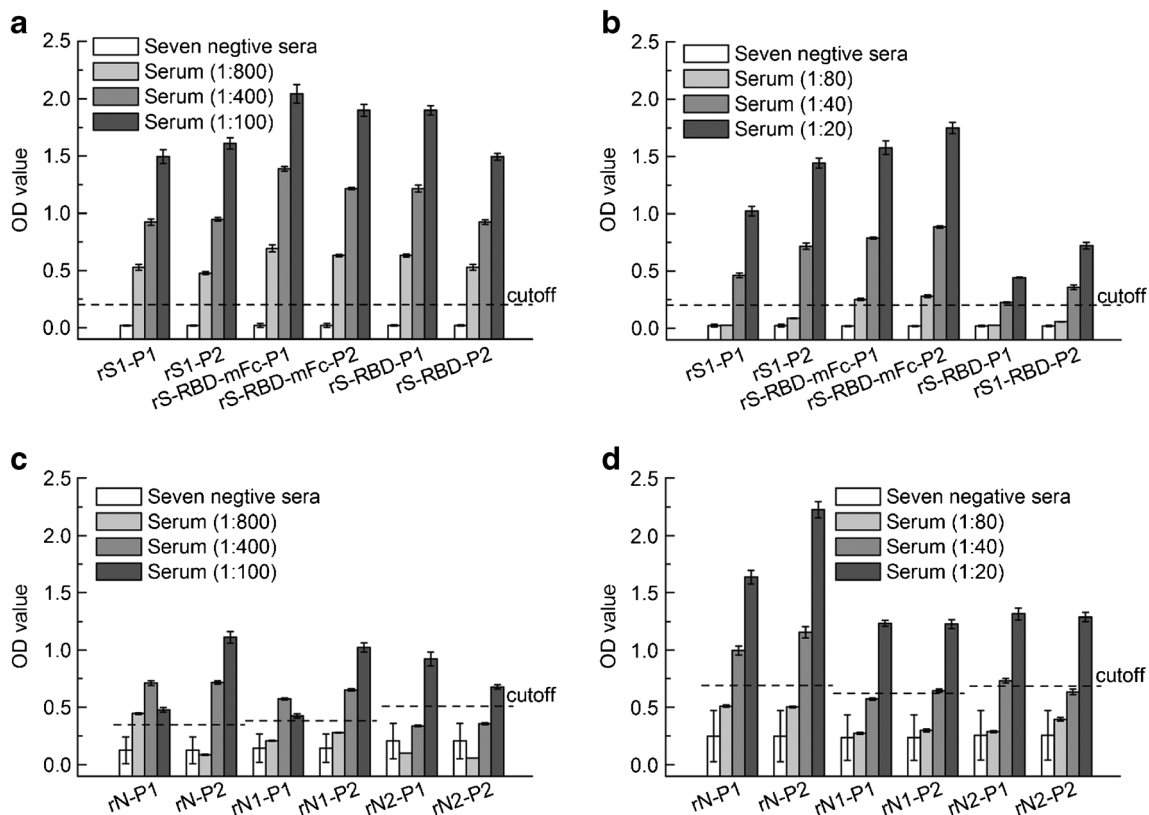 a
2.5
2.0
1.5
1.0
0.5
0.0
OD value
Seven negtive sera
Serum (1:800)
Serum (1:400)
Serum (1:100)
cutoff
rS1-P1
rS1-P2
rS-RBD-mFc-P1
rS-RBD-mFc-P2
rS-RBD-P1
rS-RBD-P2
b
2.5
2.0
1.5
1.0
0.5
0.0
OD value
Seven negtive sera
Serum (1:80)
Serum (1:40)
Serum (1:20)
cutoff
rS1-P1
rS1-P2
rS-RBD-mFc-P1
rS-RBD-mFc-P2
rS-RBD-P1
rS1-RBD-P2
c
2.5
2.0
1.5
1.0
0.5
0.0
OD value
Seven negtive sera
Serum (1:800)
Serum (1:400)
Serum (1:100)
cutoff
rN-P1
rN-P2
rN1-P1
rN1-P2
rN2-P1
rN2-P2
d
2.5
2.0
1.5
1.0
0.5
0.0
OD value
Seven negative sera
Serum (1:80)
Serum (1:40)
Serum (1:20)
cutoff
rN-P1
rN-P2
rN1-P1
rN1-P2
rN2-P1
rN2-P2